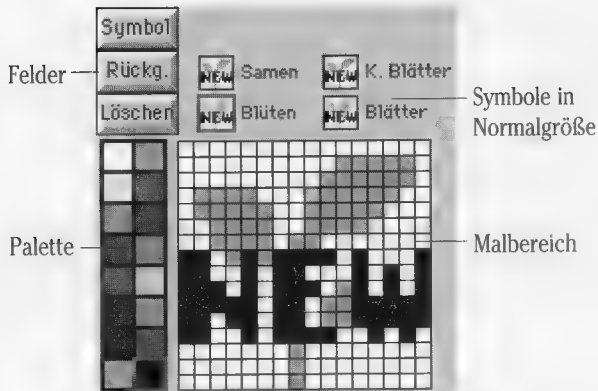 Symbol
Felder
Rückg.
NEW Samen
NEW K. Blätter
Löschen
NEW Blüten
NEW Blätter
Symbole in
Normalgröße
Palette
Malbereich
NEW